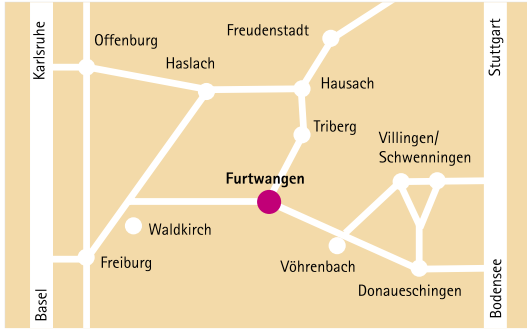 Karlsruhe
Offenburg
Haslach
Freudenstadt
Stuttgart
Hausach
Triberg
Villingen/
Schwenningen
Furtwangen
Waldkirch
Freiburg
Vöhrenbach
Donaueschingen
Basel
Bodensee